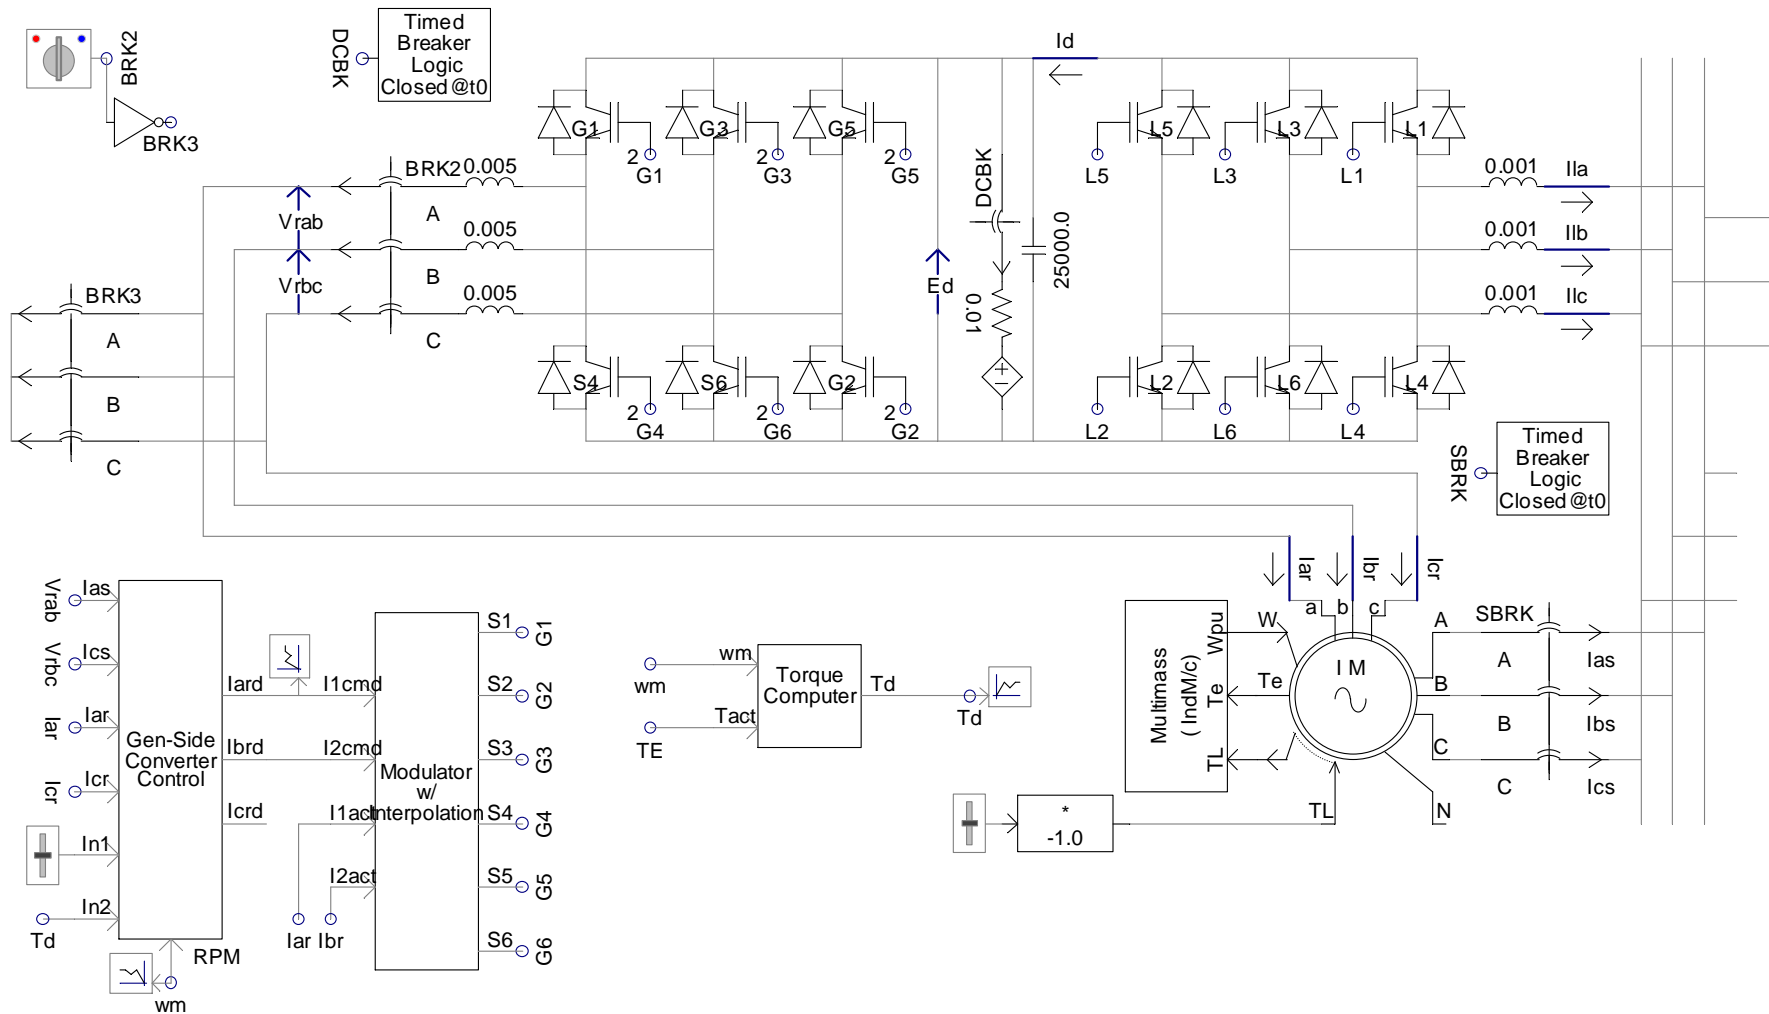 BRK2
BRK3
DCBK
Timed
Breaker
Logic
Closed@t0
Id
G1
G3
G5
2
G1
2
G3
2
G5
L5
L3
L1
L5
L3
L1
BRK2
0.005
A
0.005
B
0.005
C
Vrab
Vrbc
BRK3
A
B
C
Ed
DCBK
0.01
25000.0
+
−
0.001
Ila
0.001
Ilb
0.001
Ilc
S4
S6
G2
2
G4
2
G6
2
G2
L2
L6
L4
L2
L6
L4
SBRK
Timed
Breaker
Logic
Closed@t0
Vrab
Ias
Vrbc
Ics
Iar
Iar
Icr
Icr
In1
In2
Td
Gen-Side
Converter
Control
Iard
Ibrd
Icrd
RPM
wm
I1cmd
I2cmd
I1act
I2act
Iar
Ibr
Modulator
w/
Interpolation
S1
G1
S2
G2
S3
G3
S4
G4
S5
G5
S6
G6
wm
wm
Tact
TE
Torque
Computer
Td
Td
Iar
Ibr
Icr
a
b
c
Multimass
(IndM/c)
Wpu
Te
TL
W
Te
I M
A
B
C
SBRK
A
B
C
Ias
Ibs
Ics
TL
N
*
-1.0